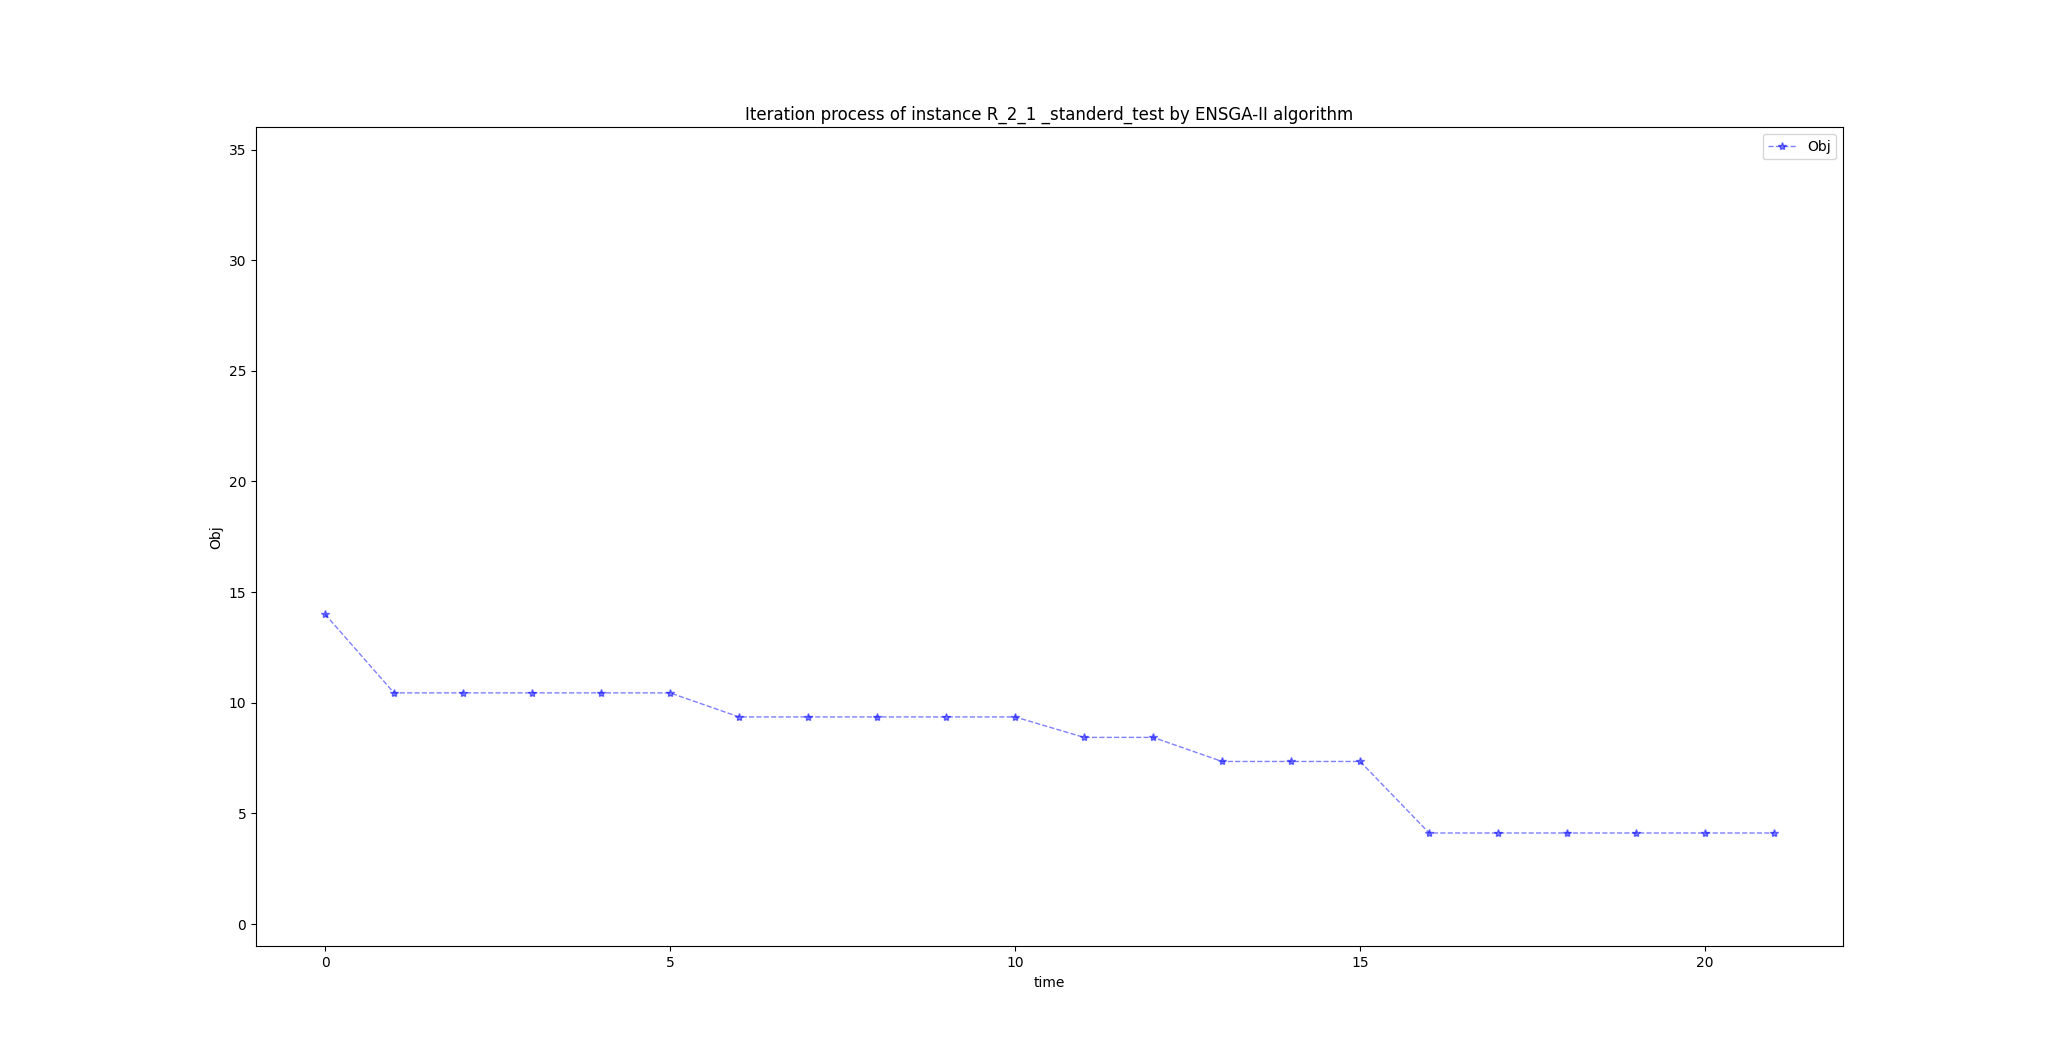 Iteration process of instance R_2_1 _standerd_test by ENSGA-II algorithm
Obj
35
30
25
20
15
10
5
0
Obj
0 5 10 15 20
time